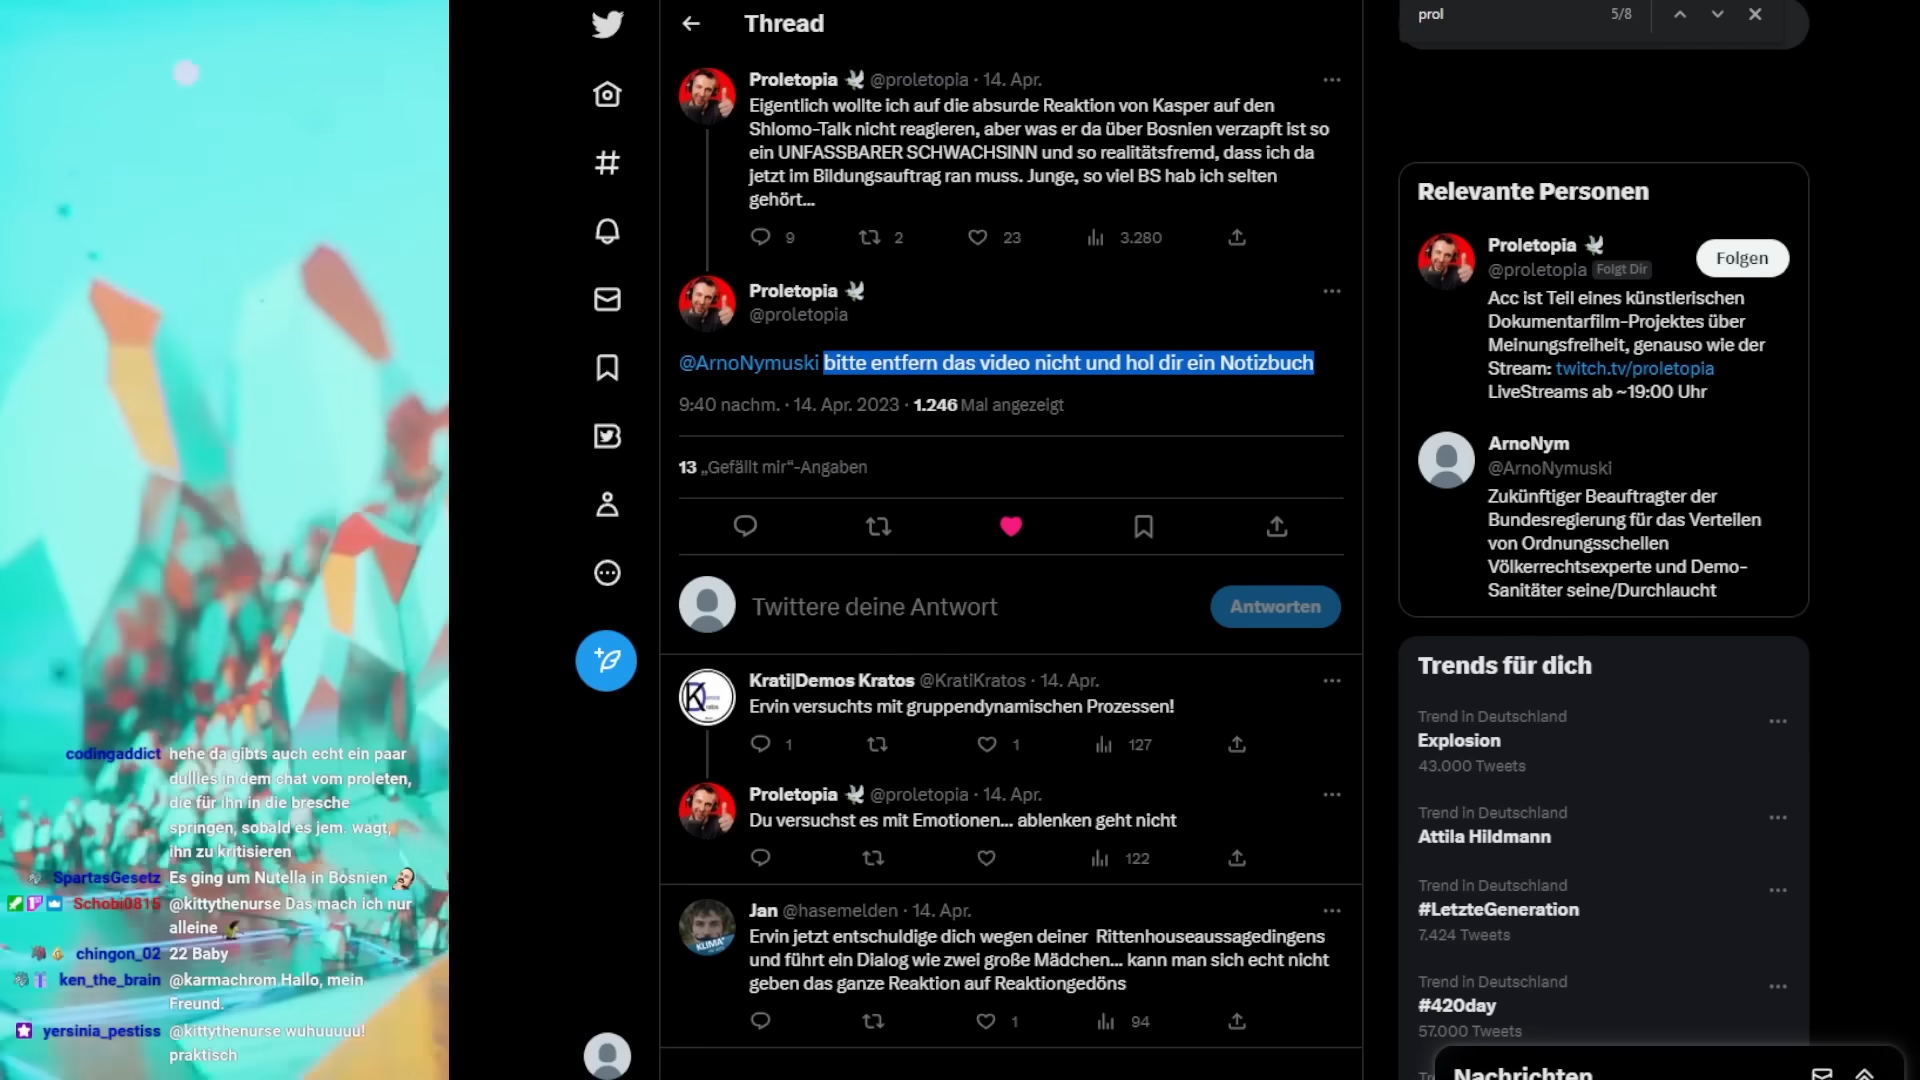 Thread
Proletopia @proletopia · 14. Apr.
Eigentlich wollte ich auf die absurde Reaktion von Kasper auf den
Shlomo-Talk nicht reagieren, aber was er da über Bosnien verzapft ist so
ein UNFASSBARER SCHWACHSINN und so realitätsfremd, dass ich da
jetzt im Bildungsauftrag ran muss. Junge, so viel BS hab ich selten
gehört...
9 2 23 3.280
Proletopia
@proletopia
@ArnoNymuski bitte entfern das video nicht und hol dir ein Notizbuch
9:40 nachm. · 14. Apr. 2023 · 1.246 Mal angezeigt
13 „Gefällt mir“-Angaben
Twittere deine Antwort
Antworten
Krati|Demos Kratos @KratiKratos · 14. Apr.
Ervin versuchts mit gruppendynamischen Prozessen!
1 1 127
Proletopia @proletopia · 14. Apr.
Du versuchst es mit Emotionen... ablenken geht nicht
122
Jan @hasemelden · 14. Apr.
Ervin jetzt entschuldige dich wegen deiner Rittenhouseaussagedingens
und führt ein Dialog wie zwei große Mädchen... kann man sich echt nicht
geben das ganze Reaktion auf Reaktiongedöns
1 94
prol 5/8
Relevante Personen
Proletopia
@proletopia Folgt Dir
Folgen
Acc ist Teil eines künstlerischen
Dokumentarfilm-Projektes über
Meinungsfreiheit, genauso wie der
Stream: twitch.tv/proletopia
LiveStreams ab ~19:00 Uhr
ArnoNym
@ArnoNymuski
Zukünftiger Beauftragter der
Bundesregierung für das Verteilen
von Ordnungsschellen
Völkerrechtsexperte und Demo-
Sanitäter seine/Durchlaucht
Trends für dich
Trend in Deutschland
Explosion
43.000 Tweets
Trend in Deutschland
Attila Hildmann
Trend in Deutschland
#LetzteGeneration
7.424 Tweets
Trend in Deutschland
#420day
57.000 Tweets
Nachrichten
codingaddict hehe da gibts auch echt ein paar
dullies in dem chat vom proleten,
die für ihn in die bresche
springen, sobald es jem. wagt,
ihn zu kritisieren
SpartasGesetz Es ging um Nutella in Bosnien
Schobi0815 @kittythenurse Das mach ich nur
alleine
chingon_02 22 Baby
ken_the_brain @karmachrom Hallo, mein
Freund.
yersinia_pestiss @kittythenurse wuhuuuuu!
praktisch